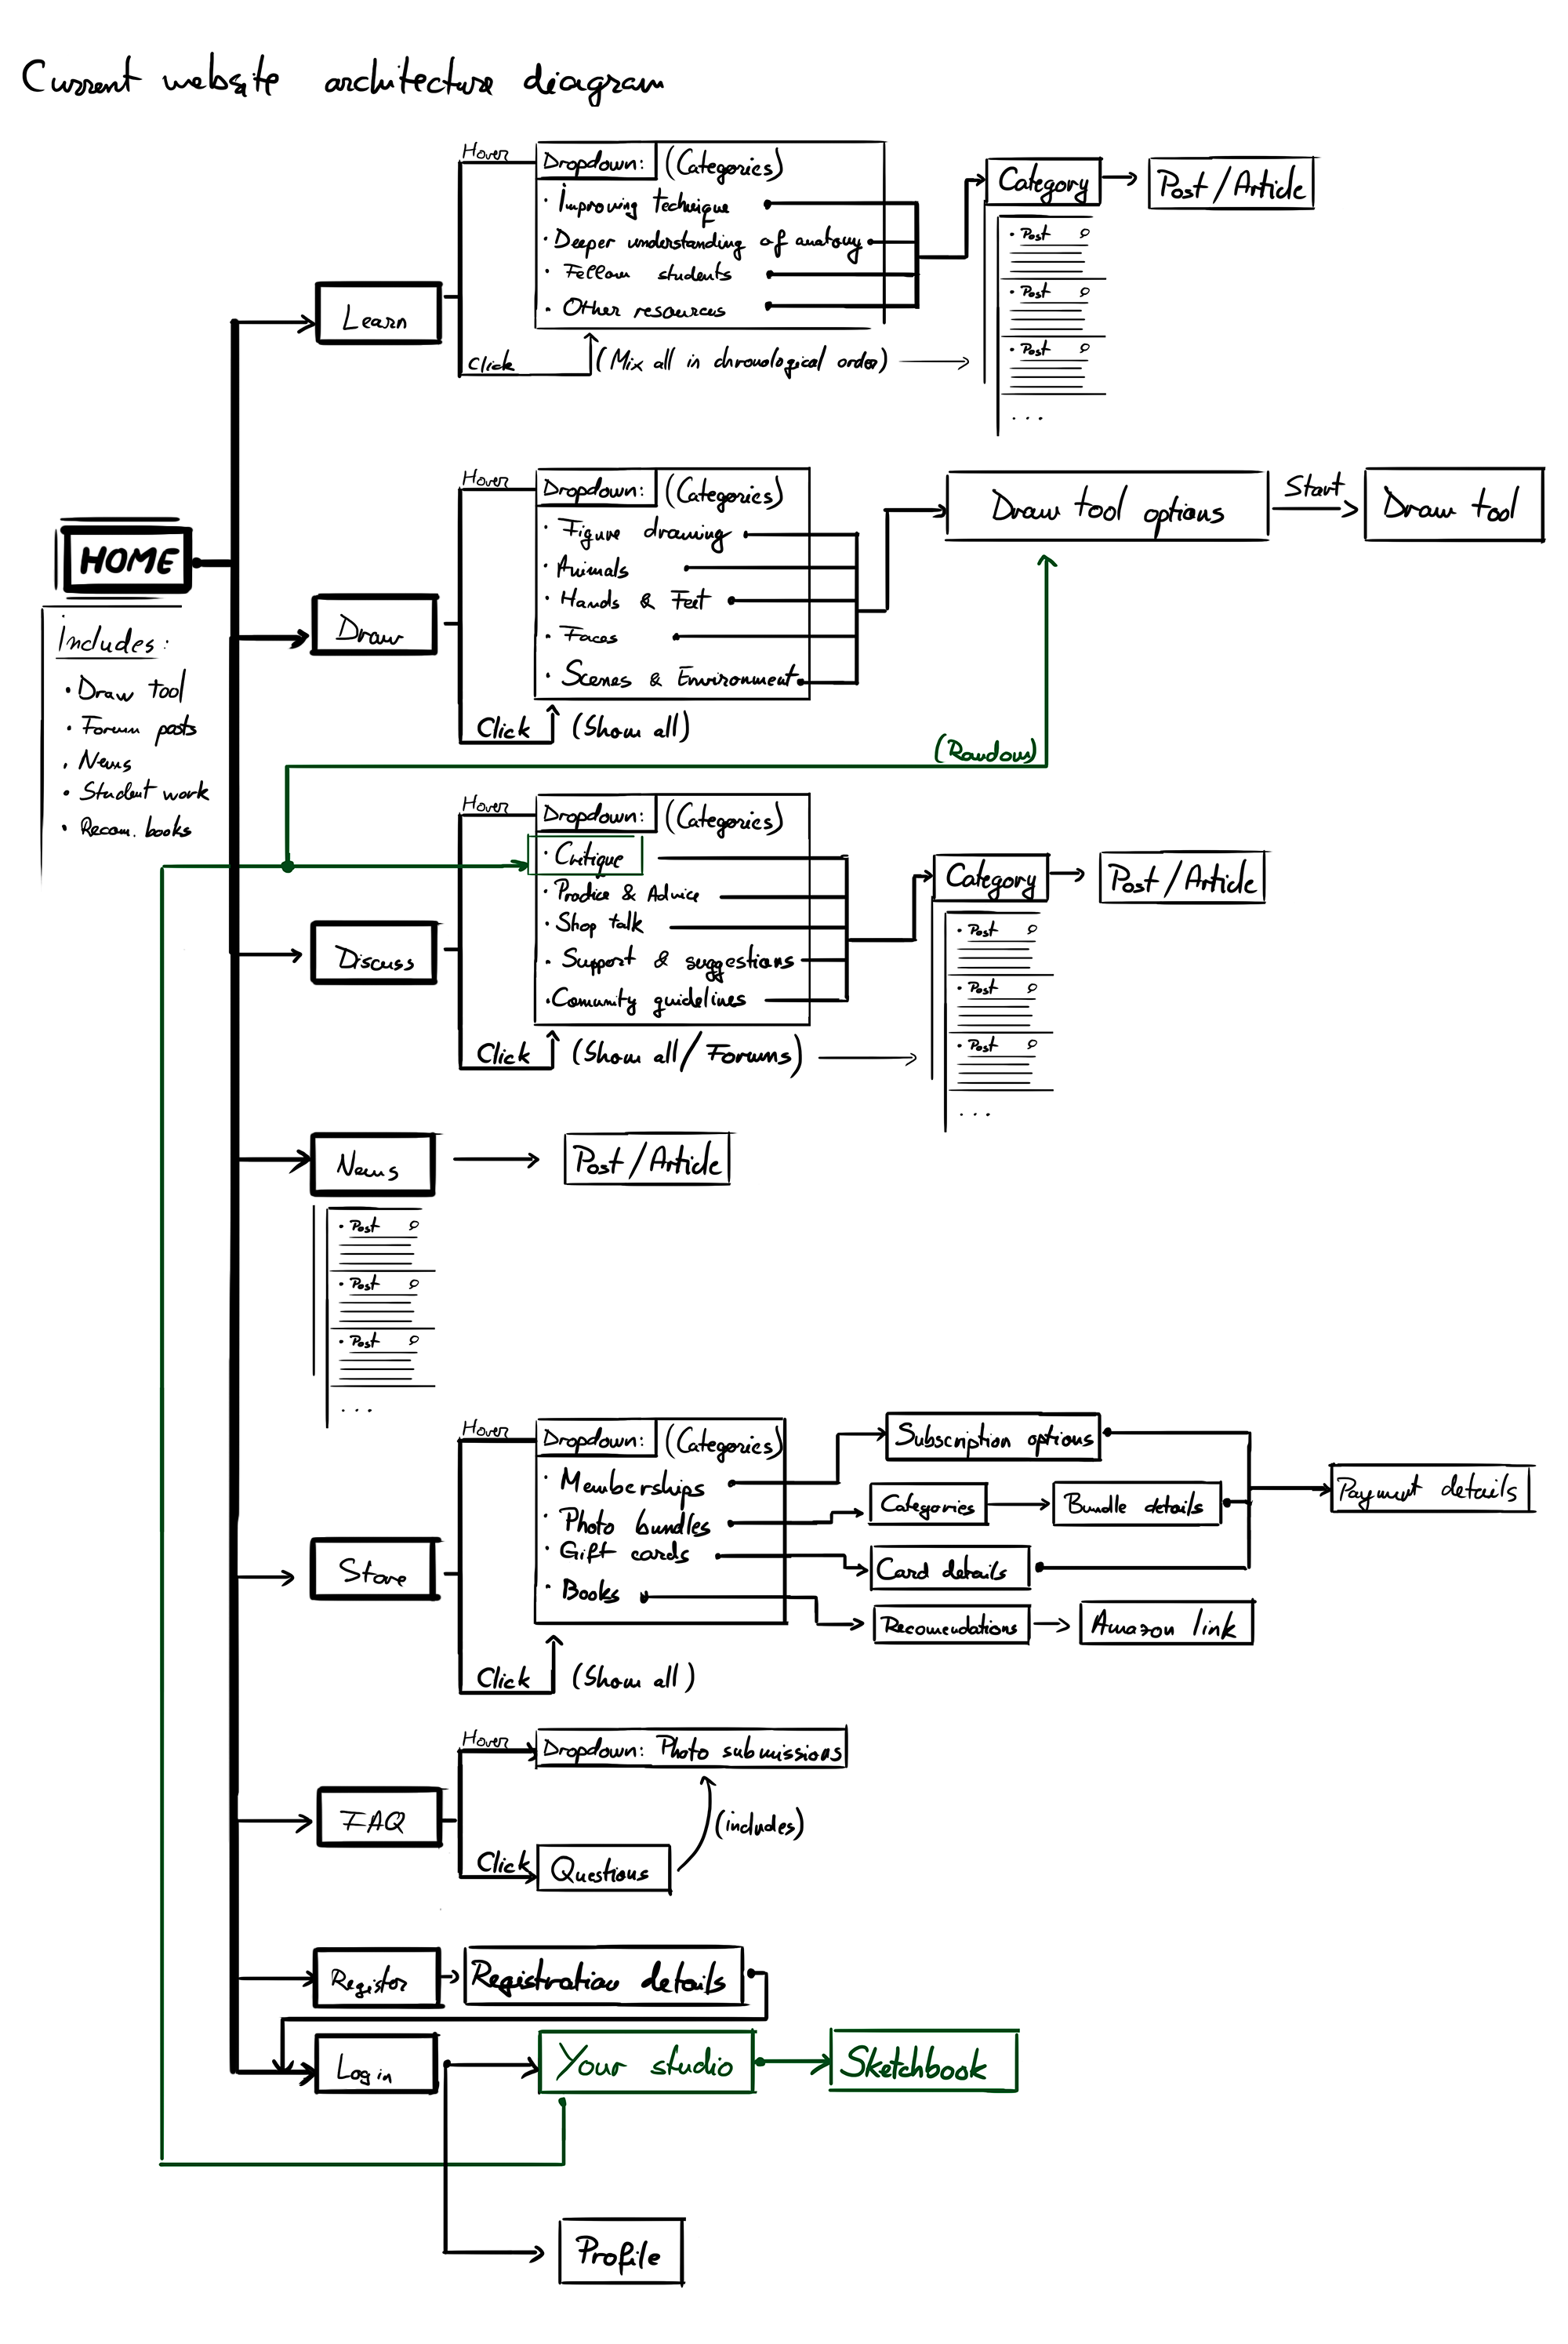 Current website architecture diagram
Hover
Dropdown: (Categories)
· Improving technique
· Deeper understanding of anatomy
· Fellow students
· Other resources
Click
(Mix all in chronological order)
Learn
Category
Post/Article
· Post
· Post
· Post
...
Hover
Dropdown: (Categories)
· Figure drawing
· Animals
· Hands & Feet
· Faces
· Scenes & Environment
Click
(Show all)
Draw
Draw tool options
Start
Draw tool
HOME
Includes:
· Draw tool
· Forum posts
· News
· Student work
· Recom. books
(Random)
Hover
Dropdown: (Categories)
· Critique
· Practice & Advice
· Shop talk
· Support & suggestions
· Comunity guidelines
Click
(Show all/Forums)
Discuss
Category
Post/Article
· Post
· Post
· Post
...
News
Post/Article
· Post
· Post
· Post
...
Hover
Dropdown: (Categories)
· Memberships
· Photo bundles
· Gift cards
· Books
Click
(Show all)
Store
Subscription options
Categories
Bundle details
Card details
Recomendations
Amazon link
Payment details
Hover
Dropdown: Photo submissions
(includes)
FAQ
Click
Questions
Register
Registration details
Login
Your studio
Sketchbook
Profile